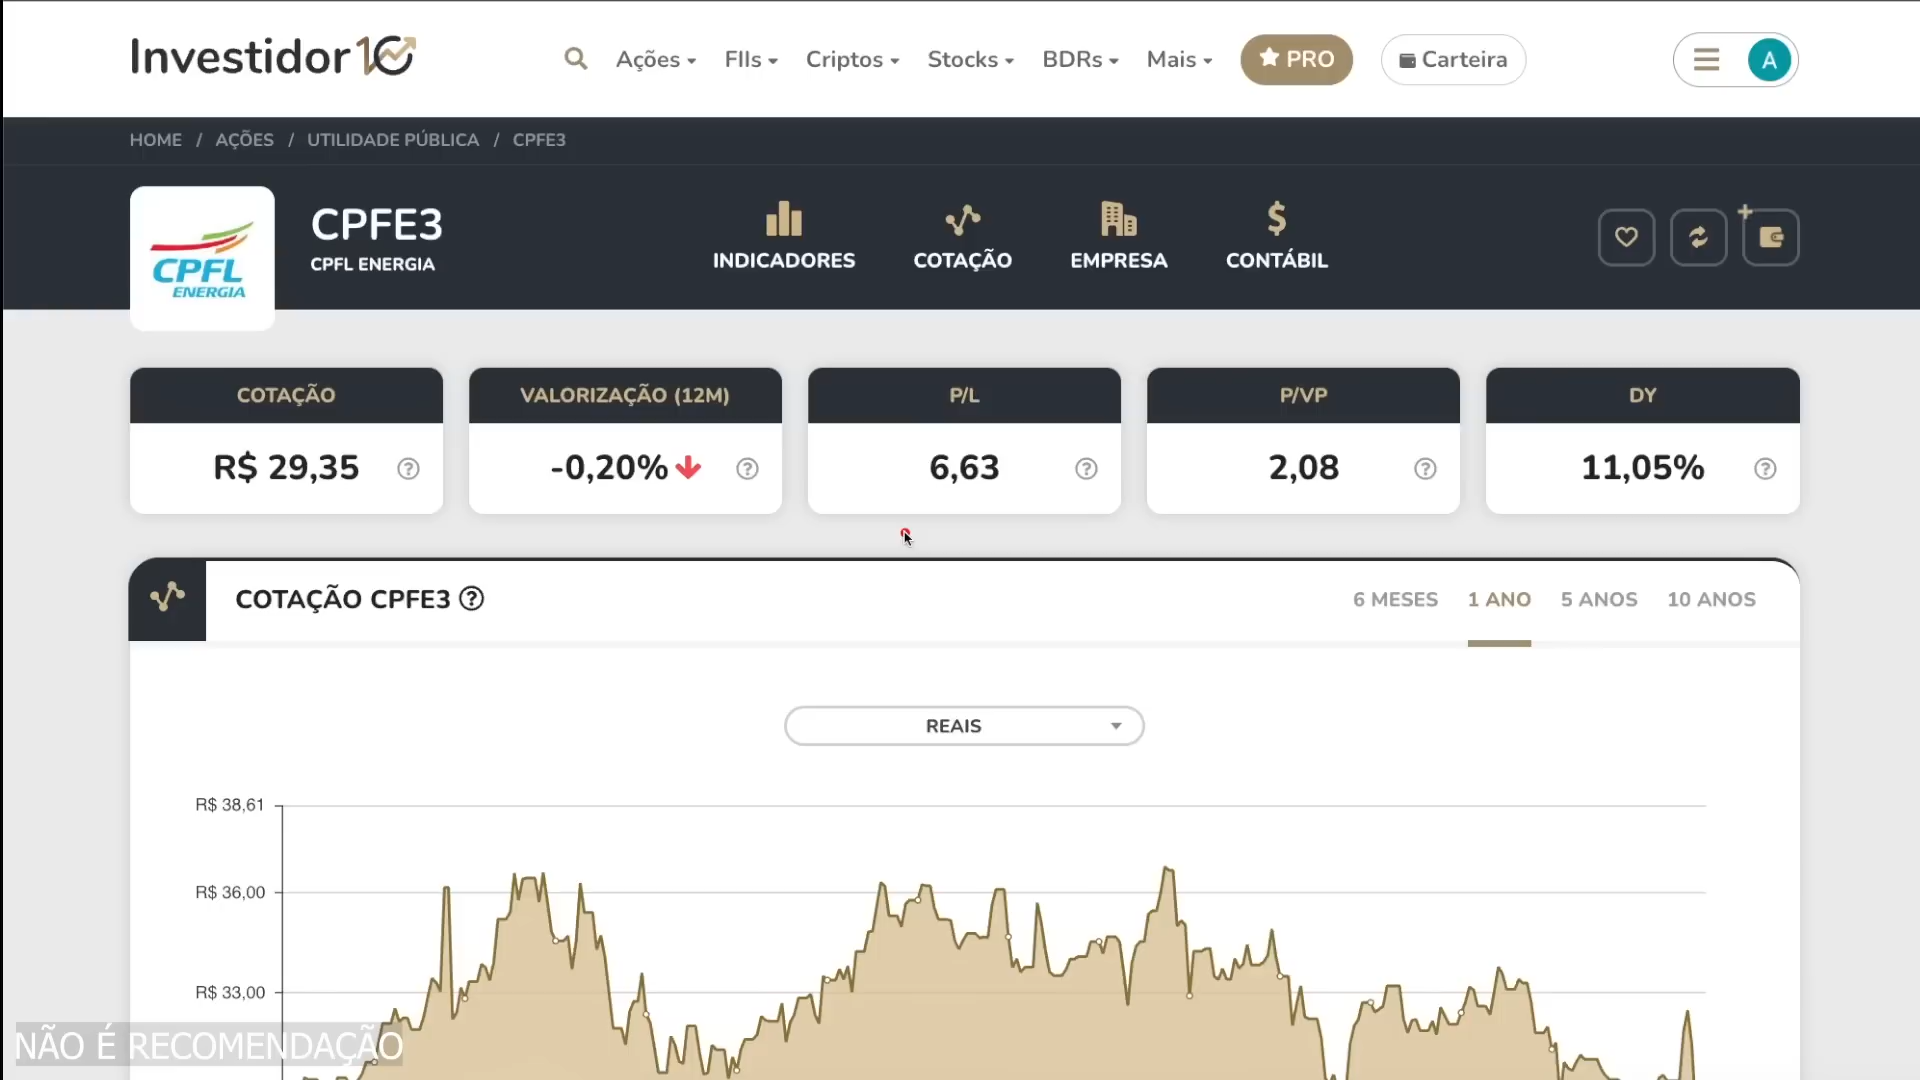 Investidor10
Ações
FIIs
Criptos
Stocks
BDRs
Mais
PRO
Carteira
A
HOME / AÇÕES / UTILIDADE PÚBLICA / CPFE3
CPFL
ENERGIA
CPFE3
CPFL ENERGIA
INDICADORES
COTAÇÃO
EMPRESA
CONTÁBIL
COTAÇÃO
R$ 29,35
VALORIZAÇÃO (12M)
-0,20%
P/L
6,63
P/VP
2,08
DY
11,05%
COTAÇÃO CPFE3
6 MESES
1 ANO
5 ANOS
10 ANOS
REAIS
R$ 38,61
R$ 36,00
R$ 33,00
NÃO É RECOMENDAÇÃO